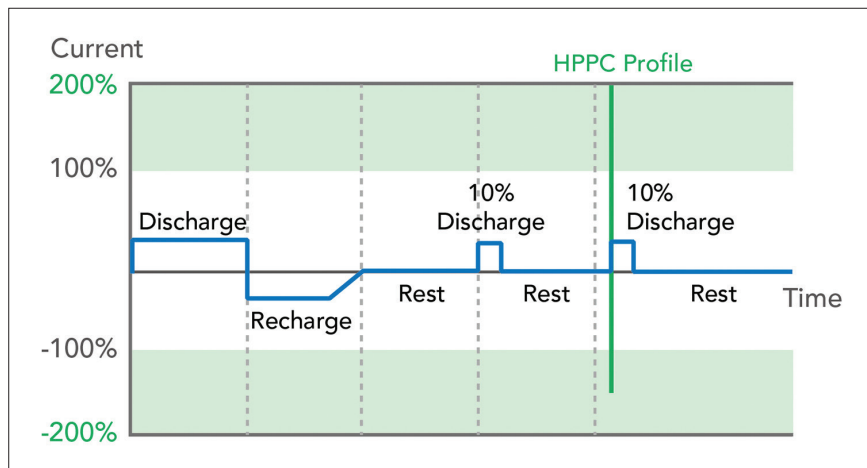 Current
HPPC Profile
200%
100%
10%
Discharge
10%
Discharge
Discharge
Rest
Rest
Rest
Time
Recharge
-100%
-200%